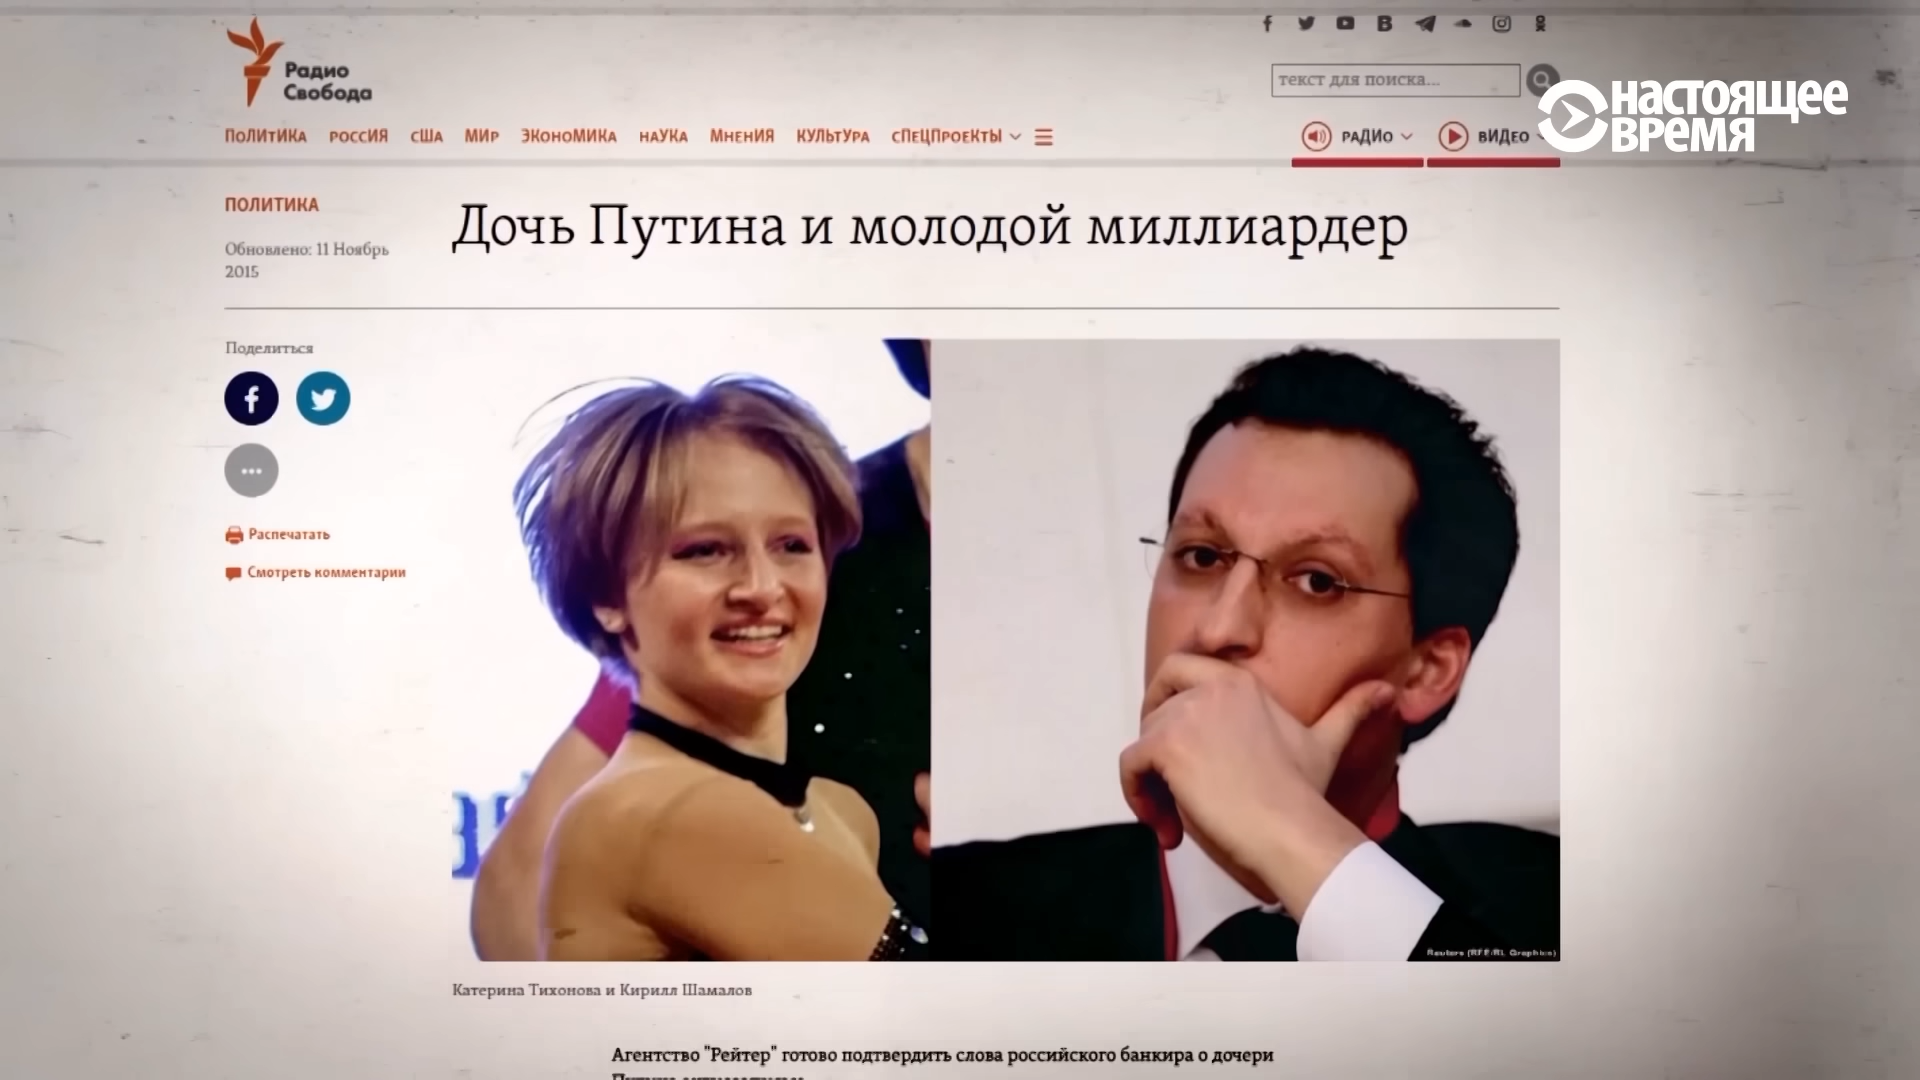 Радио
Свобода
текст для поиска...
НАСТОЯЩЕЕ
ВРЕМЯ
ПОЛИТИКА РОССИЯ США МИР ЭКОНОМИКА НАУКА МНЕНИЯ КУЛЬТУРА СПЕЦПРОЕКТЫ
РАДИО ВИДЕО
ПОЛИТИКА
Обновлено: 11 Ноябрь
2015
Дочь Путина и молодой миллиардер
Поделиться
Распечатать
Смотреть комментарии
Reuters (RFE/RL Graphics)
Катерина Тихонова и Кирилл Шамалов
Агентство "Рейтер" готово подтвердить слова российского банкира о дочери